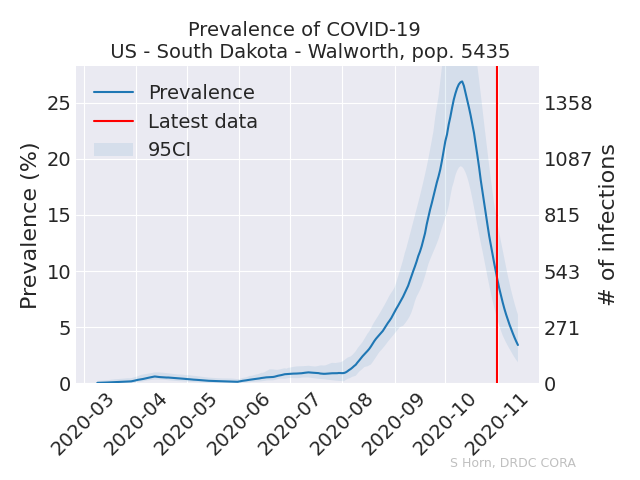 Prevalence of COVID-19
US - South Dakota - Walworth, pop. 5435
Prevalence
Latest data
95CI
Prevalence (%)
25
20
15
10
5
0
1358
1087
815
543
271
0
# of infections
2020-03
2020-04
2020-05
2020-06
2020-07
2020-08
2020-09
2020-10
2020-11
S Horn, DRDC CORA